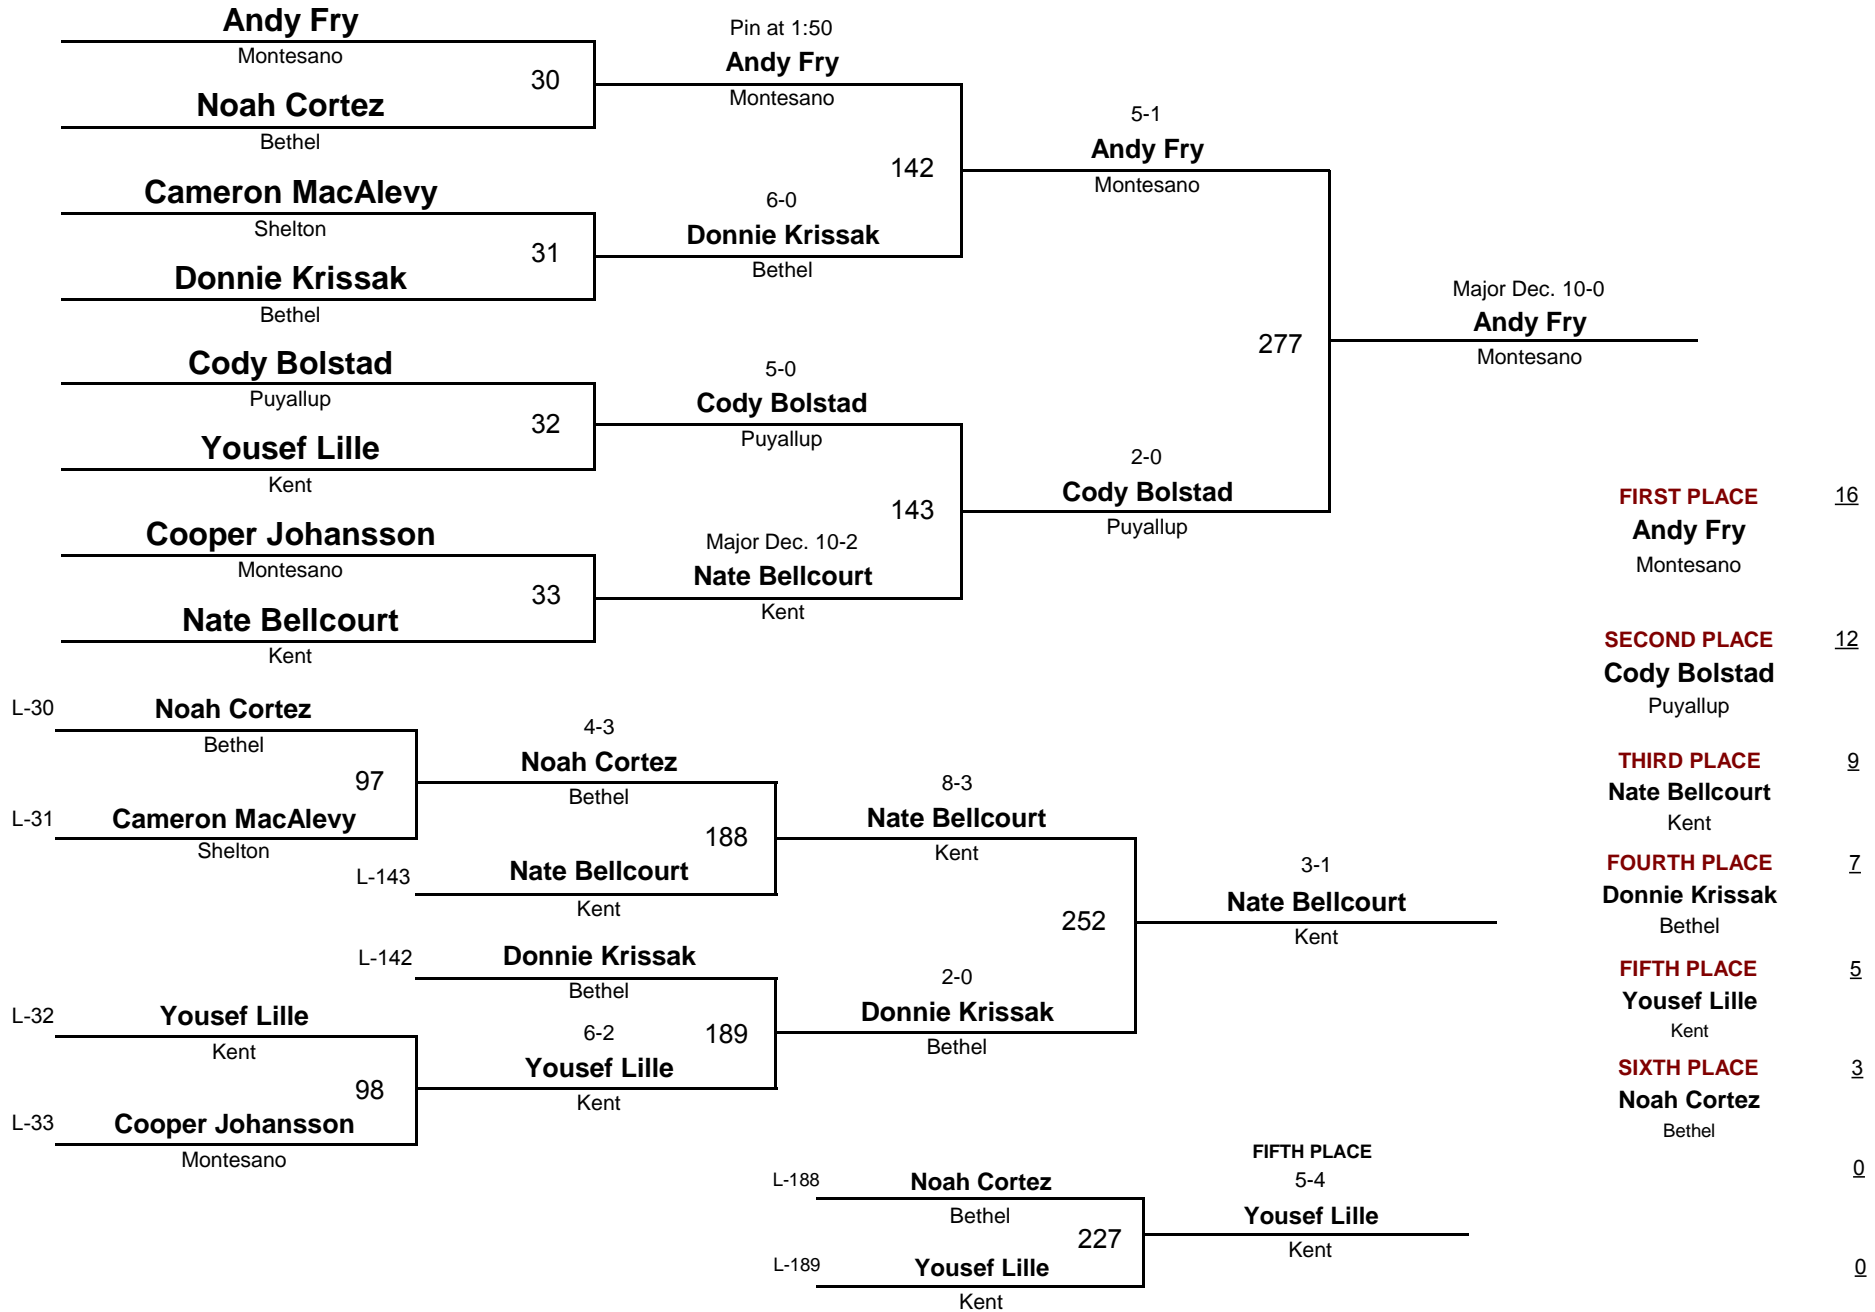 Andy Fry
Montesano
30
Noah Cortez
Bethel
Cameron MacAlevy
Shelton
31
Donnie Krissak
Bethel
Cody Bolstad
Puyallup
32
Yousef Lille
Kent
Cooper Johansson
Montesano
33
Nate Bellcourt
Kent
Pin at 1:50
Andy Fry
Montesano
142
6-0
Donnie Krissak
Bethel
5-0
Cody Bolstad
Puyallup
143
Major Dec. 10-2
Nate Bellcourt
Kent
5-1
Andy Fry
Montesano
277
2-0
Cody Bolstad
Puyallup
Major Dec. 10-0
Andy Fry
Montesano
L-30
Noah Cortez
Bethel
97
L-31
Cameron MacAlevy
Shelton
L-32
Yousef Lille
Kent
98
L-33
Cooper Johansson
Montesano
4-3
Noah Cortez
Bethel
188
L-143
Nate Bellcourt
Kent
L-142
Donnie Krissak
Bethel
189
6-2
Yousef Lille
Kent
8-3
Nate Bellcourt
Kent
252
2-0
Donnie Krissak
Bethel
3-1
Nate Bellcourt
Kent
L-188
Noah Cortez
Bethel
227
L-189
Yousef Lille
Kent
FIFTH PLACE
5-4
Yousef Lille
Kent
FIRST PLACE 16
Andy Fry
Montesano
SECOND PLACE 12
Cody Bolstad
Puyallup
THIRD PLACE 9
Nate Bellcourt
Kent
FOURTH PLACE 7
Donnie Krissak
Bethel
FIFTH PLACE 5
Yousef Lille
Kent
SIXTH PLACE 3
Noah Cortez
Bethel
0
0